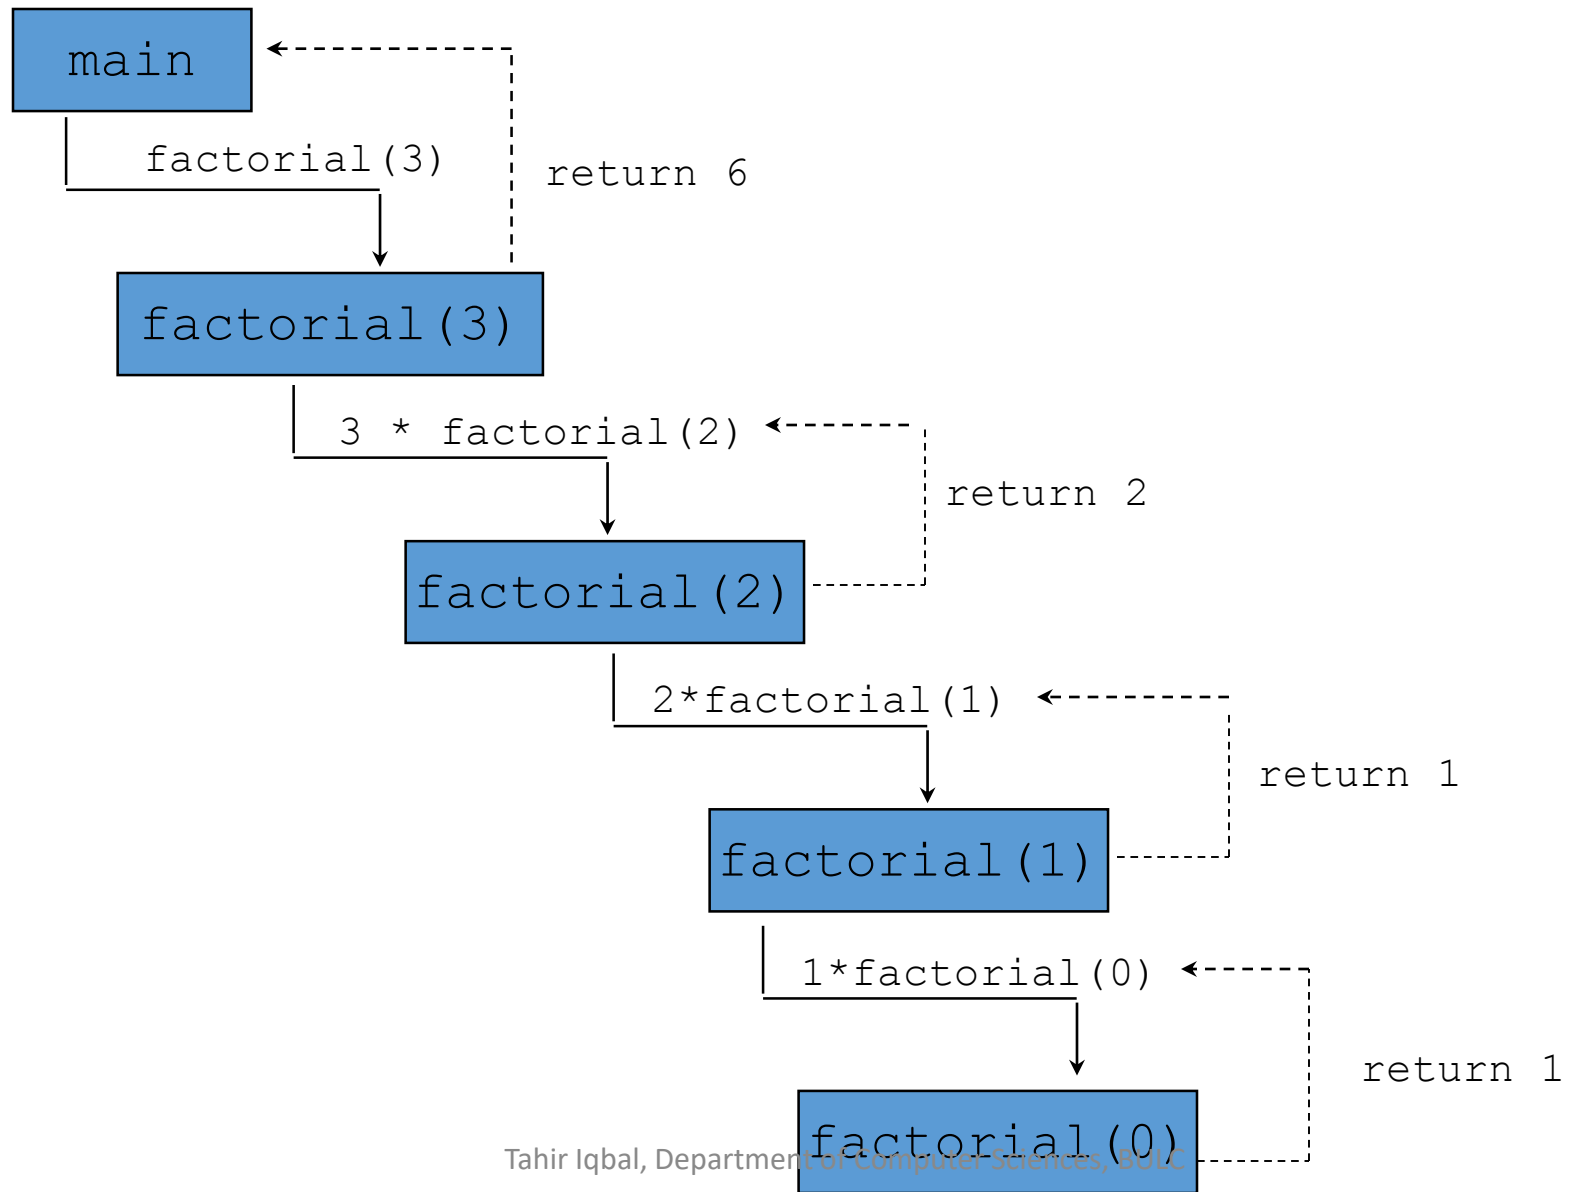 main
factorial(3)
return 6
factorial(3)
3 * factorial(2)
return 2
factorial(2)
2*factorial(1)
return 1
factorial(1)
1*factorial(0)
return 1
factorial(0)
Tahir Iqbal, Department of Computer Sciences, BULC